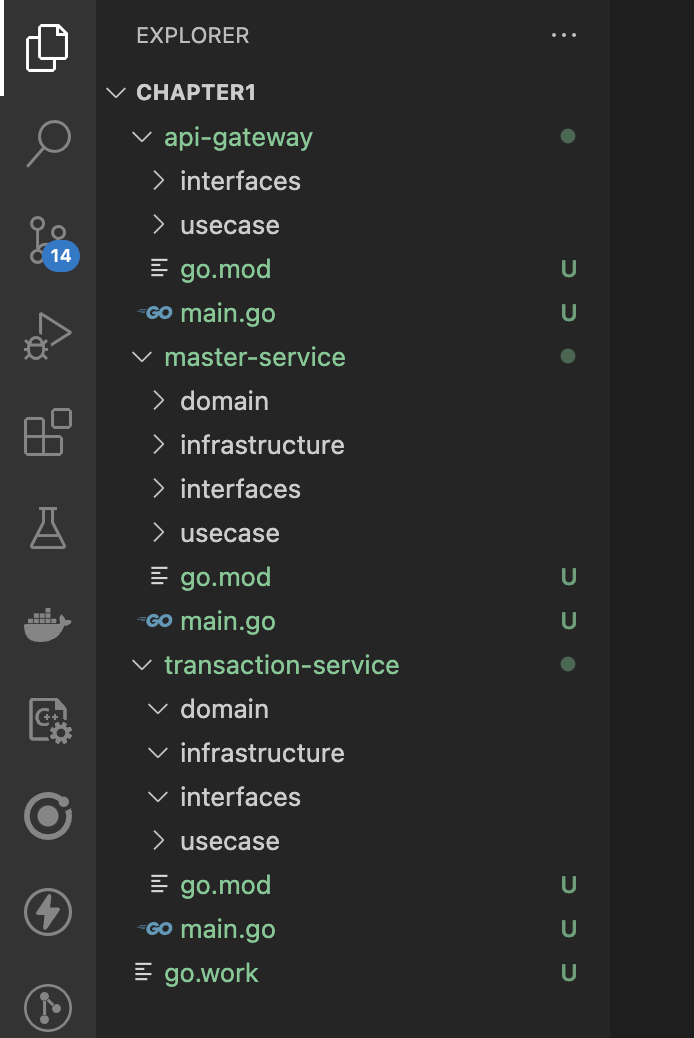 EXPLORER
CHAPTER1
api-gateway
interfaces
usecase
go.mod U
GO main.go U
master-service
domain
infrastructure
interfaces
usecase
go.mod U
GO main.go U
transaction-service
domain
infrastructure
interfaces
usecase
go.mod U
GO main.go U
go.work U
14
C++